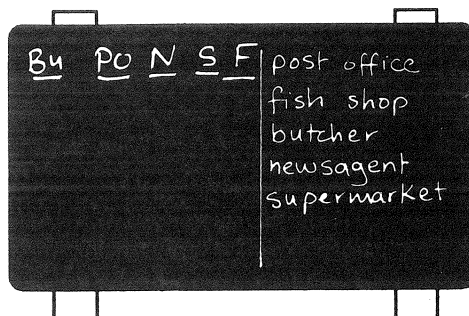 Bu PO N S F
post office
fish shop
butcher
newsagent
supermarket